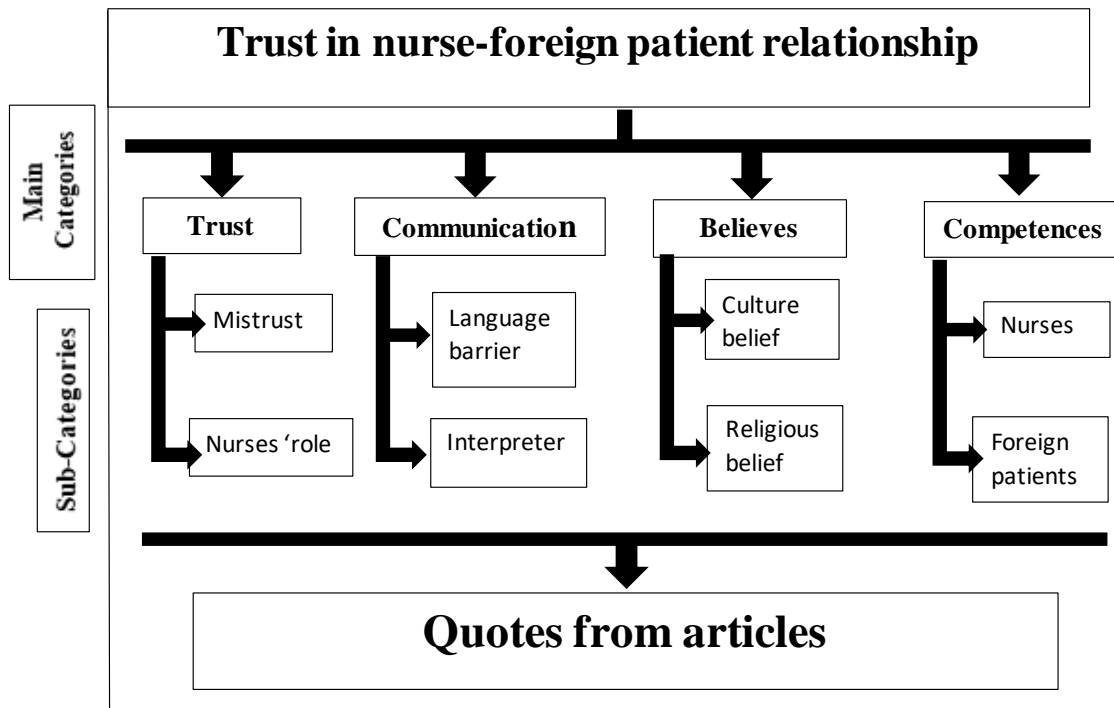 Trust in nurse-foreign patient relationship
Main
Categories
Trust
Communication
Believes
Competences
Sub-Categories
Mistrust
Language
barrier
Culture
belief
Nurses
Nurses ‘role
Interpreter
Religious
belief
Foreign
patients
Quotes from articles